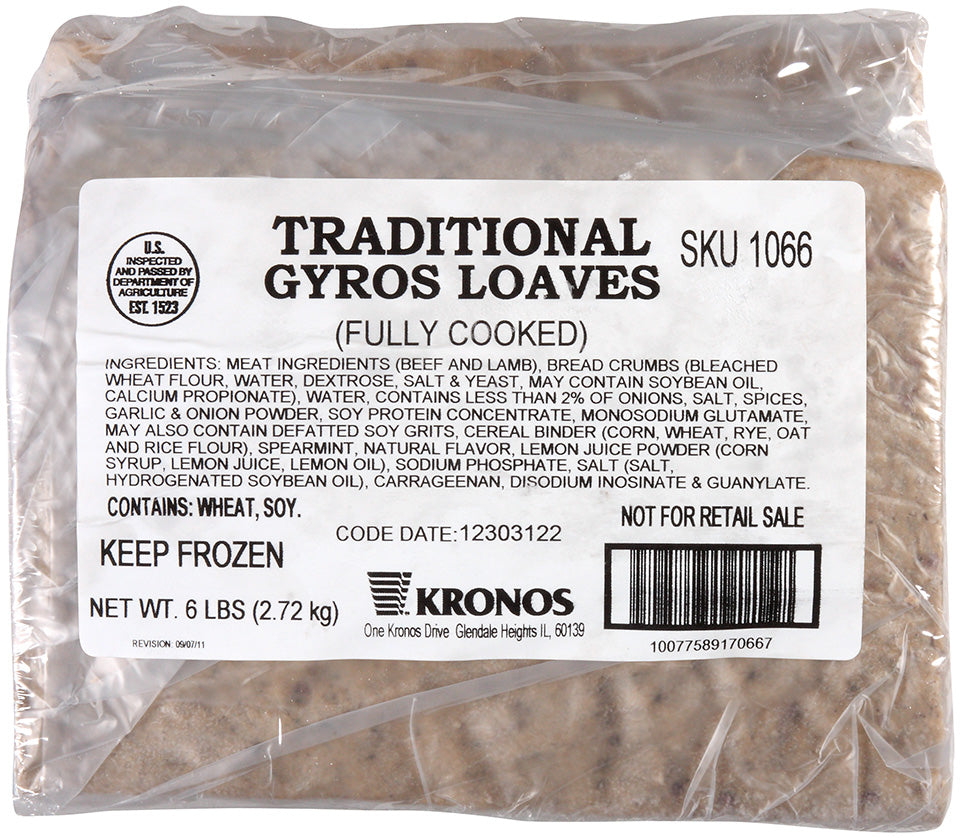 TRADITIONAL
GYROS LOAVES
SKU 1066
U.S.
INSPECTED
AND PASSED BY
DEPARTMENT OF
AGRICULTURE
EST. 1523
(FULLY COOKED)
INGREDIENTS: MEAT INGREDIENTS (BEEF AND LAMB), BREAD CRUMBS (BLEACHED
WHEAT FLOUR, WATER, DEXTROSE, SALT & YEAST, MAY CONTAIN SOYBEAN OIL,
CALCIUM PROPIONATE), WATER, CONTAINS LESS THAN 2% OF ONIONS, SALT, SPICES,
GARLIC & ONION POWDER, SOY PROTEIN CONCENTRATE, MONOSODIUM GLUTAMATE,
MAY ALSO CONTAIN DEFATTED SOY GRITS, CEREAL BINDER (CORN, WHEAT, RYE, OAT
AND RICE FLOUR), SPEARMINT, NATURAL FLAVOR, LEMON JUICE POWDER (CORN
SYRUP, LEMON JUICE, LEMON OIL), SODIUM PHOSPHATE, SALT (SALT,
HYDROGENATED SOYBEAN OIL), CARRAGEENAN, DISODIUM INOSINATE & GUANYLATE.
CONTAINS: WHEAT, SOY.
NOT FOR RETAIL SALE
CODE DATE:12303122
KEEP FROZEN
NET WT. 6 LBS (2.72 kg)
KRONOS
One Kronos Drive Glendale Heights IL, 60139
REVISION 09/07/11
10077589170667